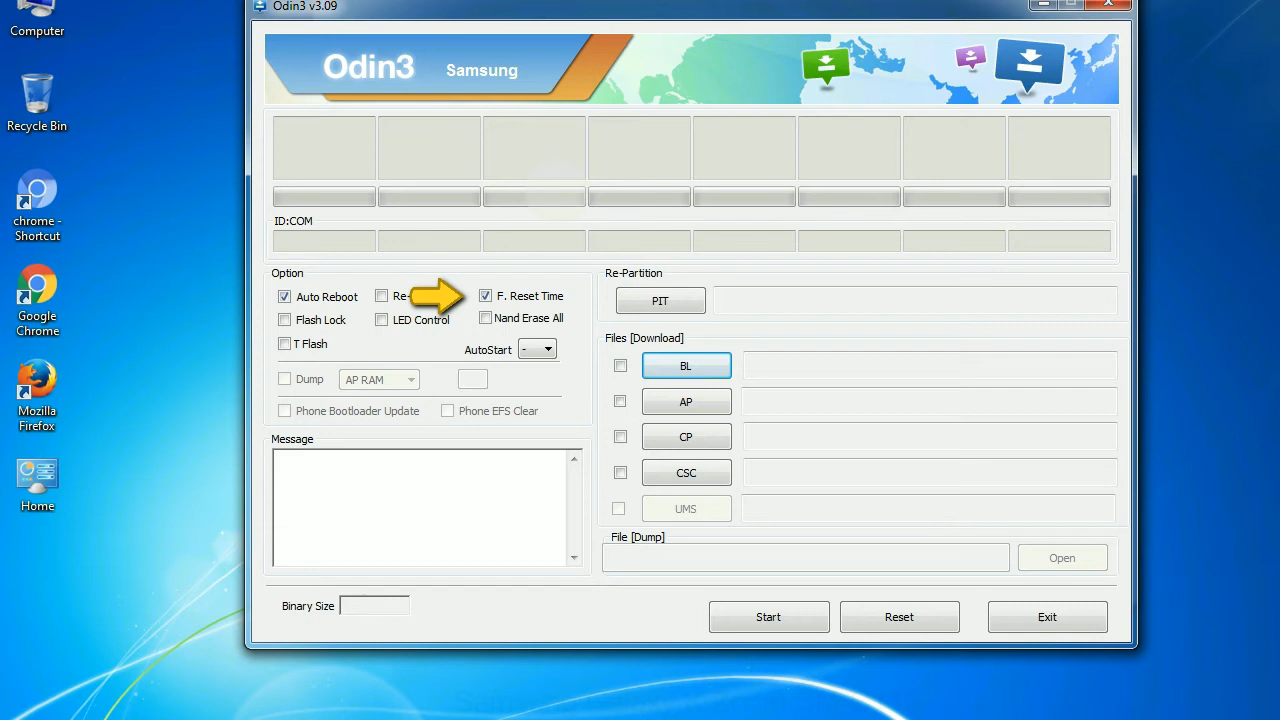 Odin3 v3.09
Computer
Recycle Bin
chrome -
Shortcut
Google
Chrome
Mozilla
Firefox
Home
Odin3 Samsung
ID:COM
Option
Auto Reboot
Re-
F. Reset Time
Flash Lock
LED Control
Nand Erase All
T Flash
AutoStart
-
Dump
AP RAM
Phone Bootloader Update
Phone EFS Clear
Message
Re-Partition
PIT
Files [Download]
BL
AP
CP
CSC
UMS
File [Dump]
Open
Binary Size
Start
Reset
Exit